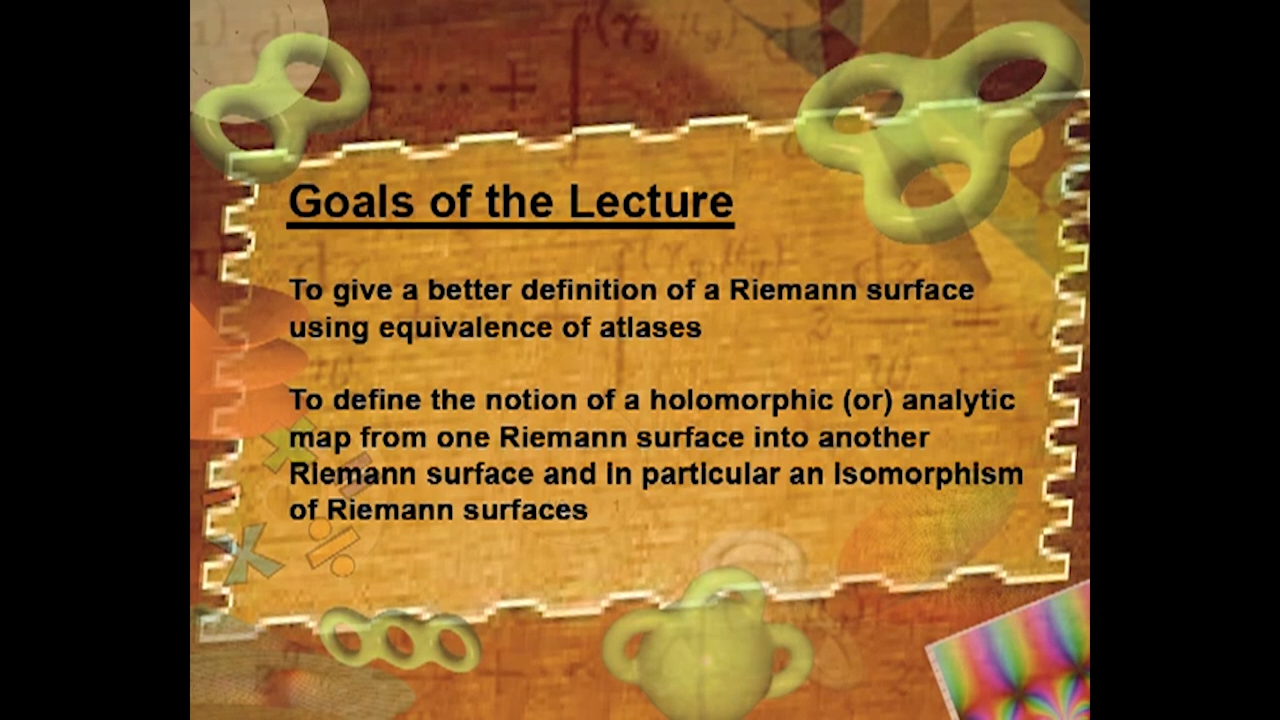 Goals of the Lecture
To give a better definition of a Riemann surface
using equivalence of atlases
To define the notion of a holomorphic (or) analytic
map from one Riemann surface into another
Riemann surface and in particular an isomorphism
of Riemann surfaces